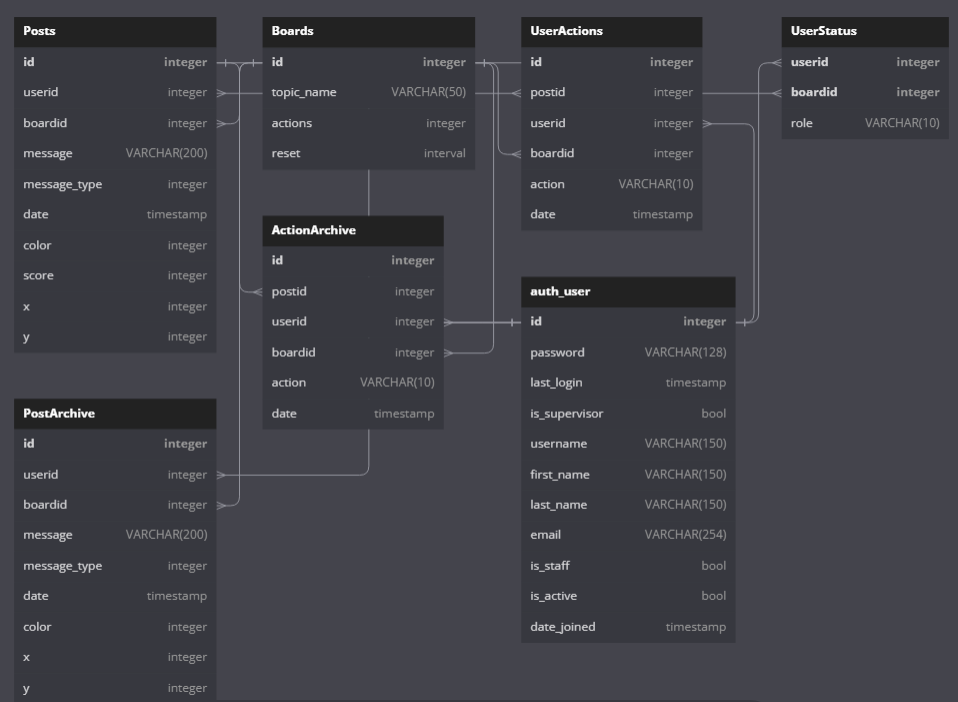 Posts
id integer
userid integer
boardid integer
message VARCHAR(200)
message_type integer
date timestamp
color integer
score integer
x integer
y integer
Boards
id integer
topic_name VARCHAR(50)
actions integer
reset interval
UserActions
id integer
postid integer
userid integer
boardid integer
action VARCHAR(10)
date timestamp
UserStatus
userid integer
boardid integer
role VARCHAR(10)
ActionArchive
id integer
postid integer
userid integer
boardid integer
action VARCHAR(10)
date timestamp
auth_user
id integer
password VARCHAR(128)
last_login timestamp
is_supervisor bool
username VARCHAR(150)
first_name VARCHAR(150)
last_name VARCHAR(150)
email VARCHAR(254)
is_staff bool
is_active bool
date_joined timestamp
PostArchive
id integer
userid integer
boardid integer
message VARCHAR(200)
message_type integer
date timestamp
color integer
x integer
y integer